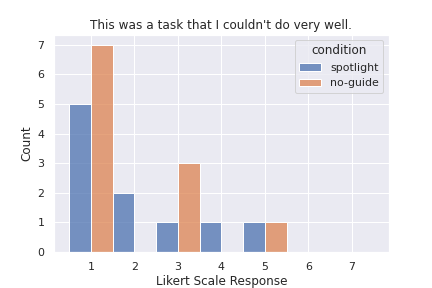 This was a task that I couldn't do very well.
condition
spotlight
no-guide
7
6
5
4
3
2
1
0
Count
1 2 3 4 5 6 7
Likert Scale Response